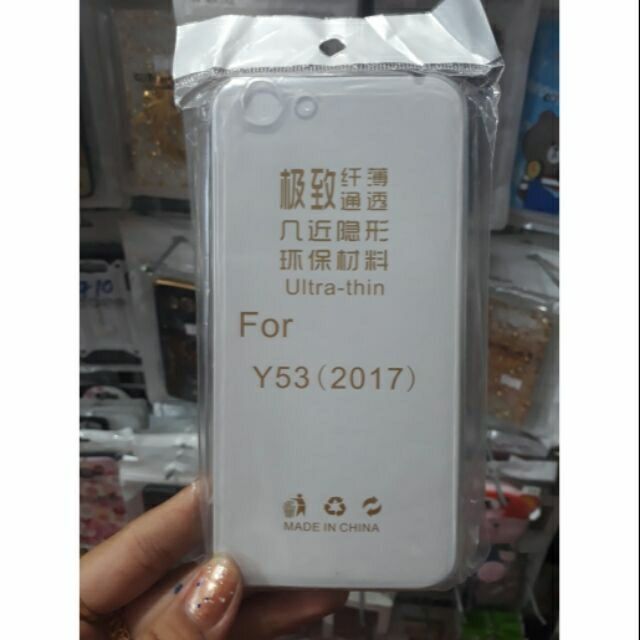 极致纤薄
通透
几近隐形
环保材料
Ultra-thin
For
Y53(2017)
MADE IN CHINA